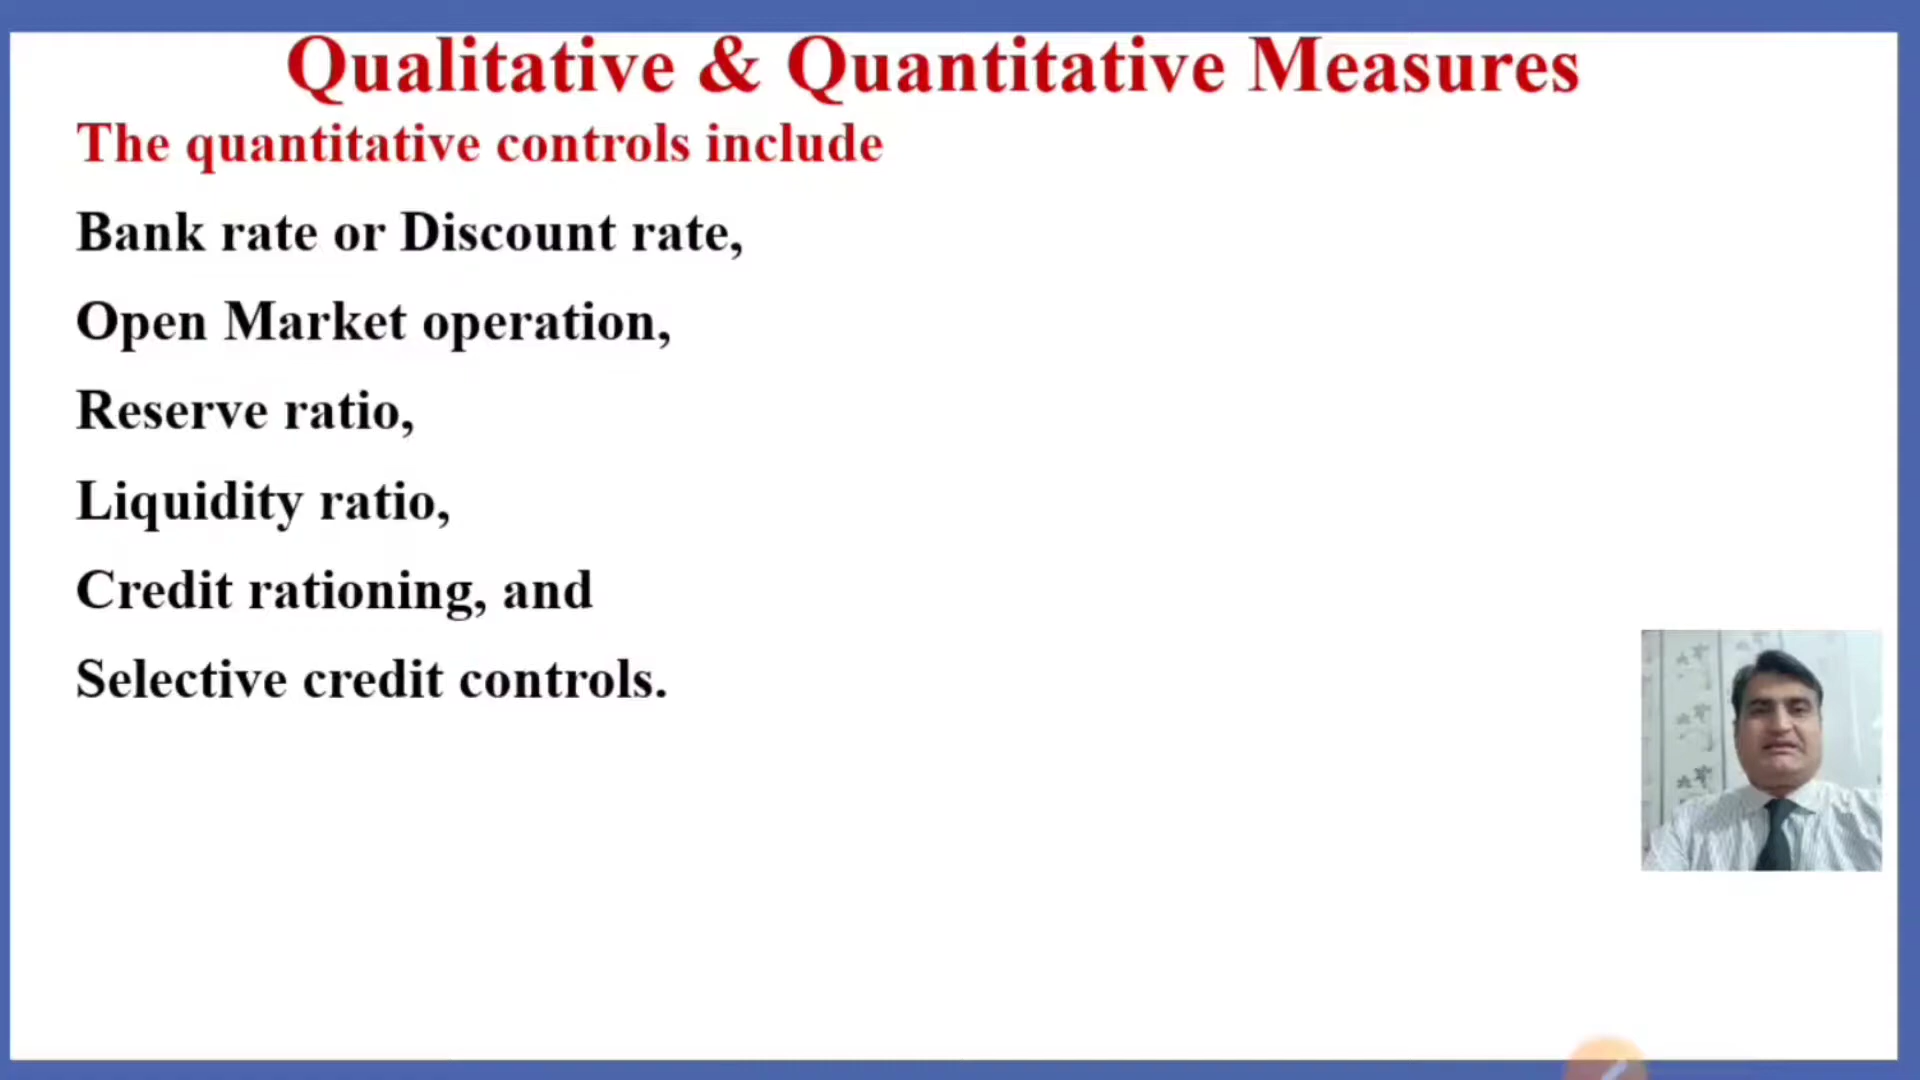 Qualitative & Quantitative Measures
The quantitative controls include
Bank rate or Discount rate,
Open Market operation,
Reserve ratio,
Liquidity ratio,
Credit rationing, and
Selective credit controls.